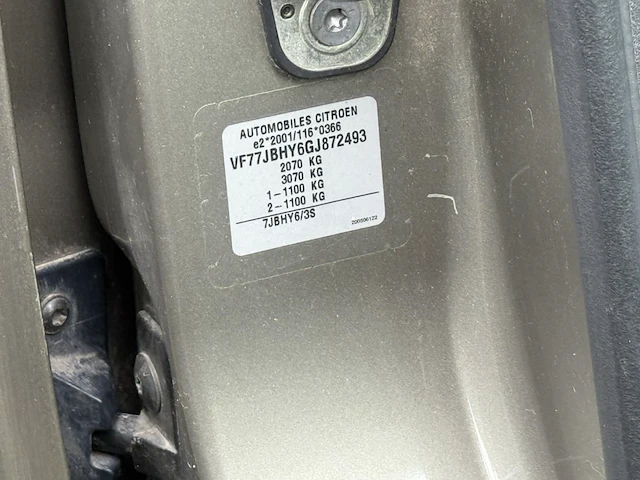 AUTOMOBILES CITROEN
e2*2001/116*0366
VF77JBHY6GJ872493
2070 KG
3070 KG
1-1100 KG
2-1100 KG
7JBHY6/3S